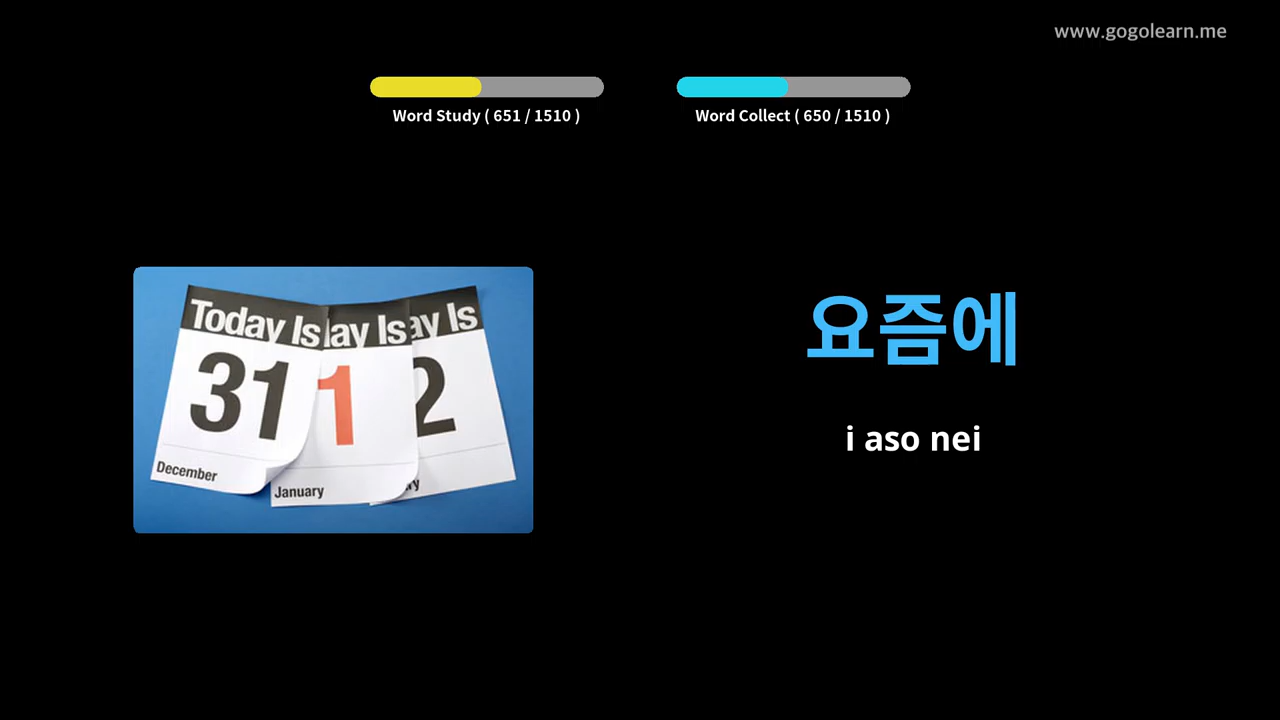 www.gogolearn.me
Word Study ( 651 / 1510 )
Word Collect ( 650 / 1510 )
Today Is
31
December
ay Is
1
January
ay Is
2
요즘에
i aso nei